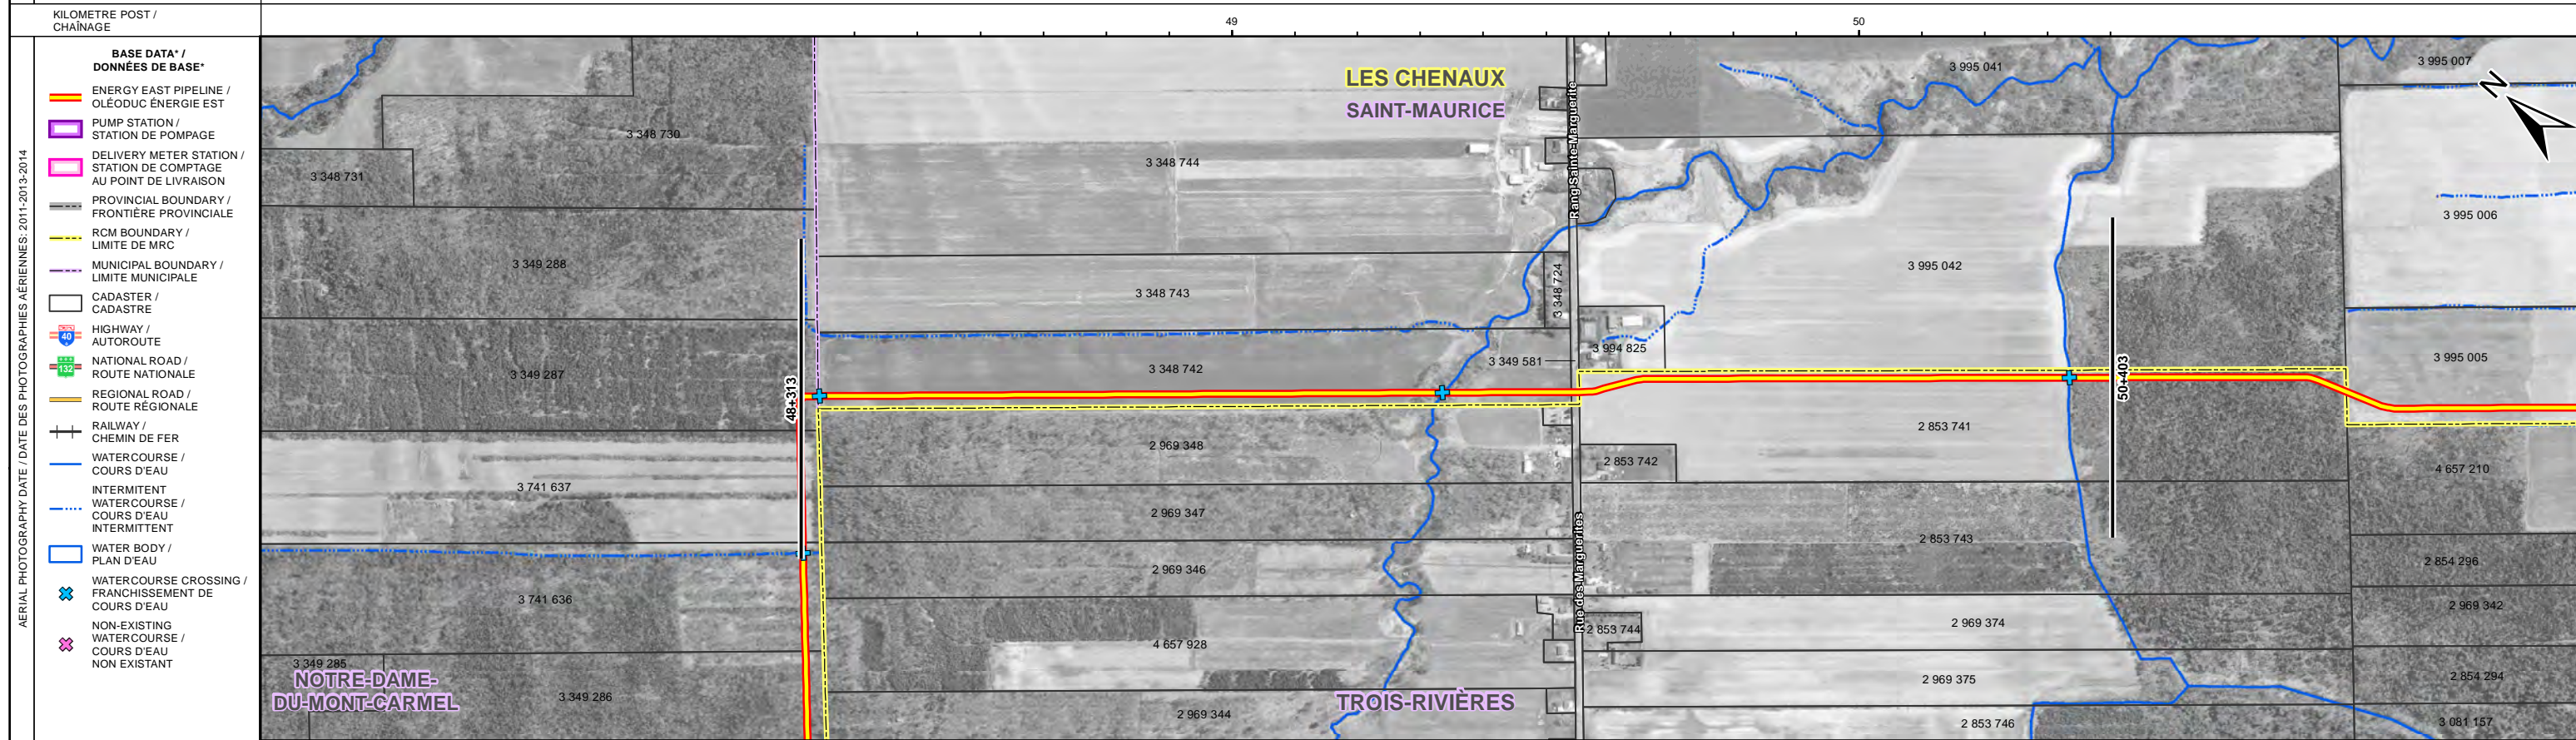 KILOMETRE POST /
CHAÎNAGE
49
50
AERIAL PHOTOGRAPHY DATE / DATE DES PHOTOGRAPHIES AÉRIENNES: 2011-2013-2014
BASE DATA* /
DONNÉES DE BASE*
ENERGY EAST PIPELINE /
OLÉODUC ÉNERGIE EST
PUMP STATION /
STATION DE POMPAGE
DELIVERY METER STATION /
STATION DE COMPTAGE
AU POINT DE LIVRAISON
PROVINCIAL BOUNDARY /
FRONTIÈRE PROVINCIALE
RCM BOUNDARY /
LIMITE DE MRC
MUNICIPAL BOUNDARY /
LIMITE MUNICIPALE
CADASTER /
CADASTRE
40
HIGHWAY /
AUTOROUTE
132
NATIONAL ROAD /
ROUTE NATIONALE
REGIONAL ROAD /
ROUTE RÉGIONALE
RAILWAY /
CHEMIN DE FER
WATERCOURSE /
COURS D'EAU
INTERMITENT
WATERCOURSE /
COURS D'EAU
INTERMITTENT
WATER BODY /
PLAN D'EAU
WATERCOURSE CROSSING /
FRANCHISSEMENT DE
COURS D'EAU
NON-EXISTING
WATERCOURSE /
COURS D'EAU
NON EXISTANT
3 348 730
3 348 731
3 349 288
3 349 287
3 741 637
3 741 636
3 349 285
3 349 286
NOTRE-DAME-
DU-MONT-CARMEL
48+313
LES CHENAUX
SAINT-MAURICE
3 348 744
3 348 743
3 348 724
3 349 581
3 348 742
2 969 348
2 969 347
2 969 346
4 657 928
2 969 344
TROIS-RIVIÈRES
Rang Sainte-Marguerite
Rue des Marguerites
3 995 041
3 995 042
3 994 825
2 853 741
2 853 742
2 853 743
2 853 744
2 969 374
2 969 375
2 853 746
50+403
3 995 007
N
3 995 006
3 995 005
4 657 210
2 854 296
2 969 342
2 854 294
3 081 157